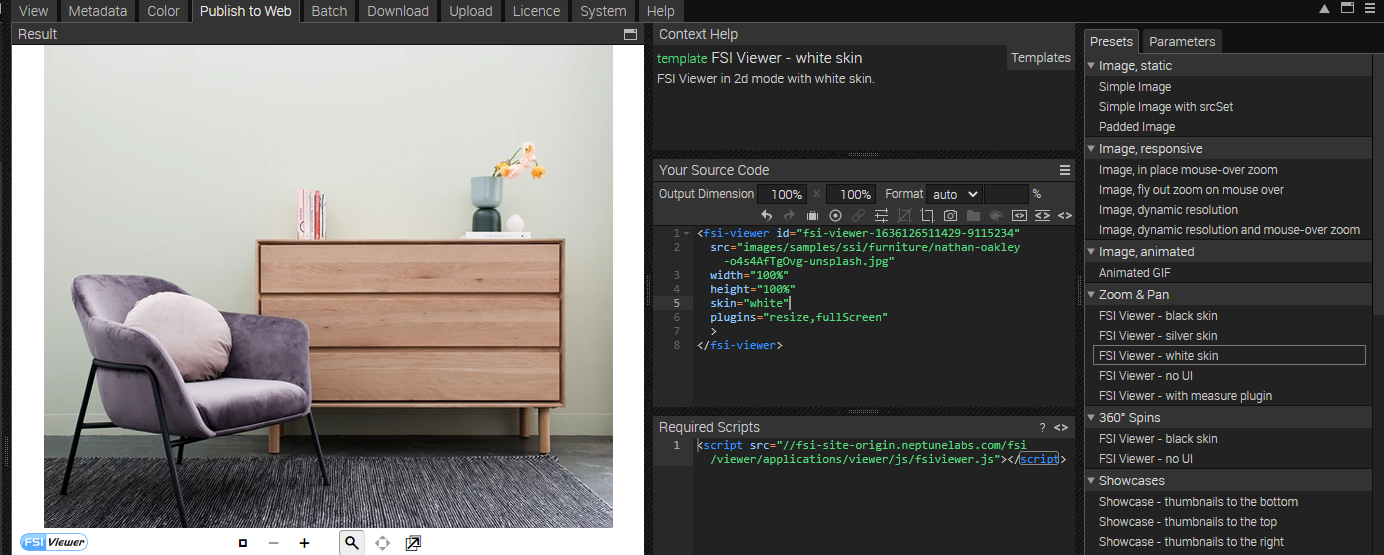 View Metadata Color Publish to Web Batch Download Upload Licence System Help
Result
FSI Viewer
Context Help
template FSI Viewer - white skin
Templates
FSI Viewer in 2d mode with white skin.
Your Source Code
Output Dimension 100% x 100% Format auto %
1 <fsi-viewer id="fsi-viewer-1636126511429-9115234"
2 src="images/samples/ssi/furniture/nathan-oakley
-o4s4AfTgOvg-unsplash.jpg"
3 width="100%"
4 height="100%"
5 skin="white"
6 plugins="resize,fullScreen"
7 >
8 </fsi-viewer>
Required Scripts ? <>
1 <script src="//fsi-site-origin.neptunelabs.com/fsi
/viewer/applications/viewer/js/fsiviewer.js"></script>
Presets Parameters
Image, static
Simple Image
Simple Image with srcSet
Padded Image
Image, responsive
Image, in place mouse-over zoom
Image, fly out zoom on mouse over
Image, dynamic resolution
Image, dynamic resolution and mouse-over zoom
Image, animated
Animated GIF
Zoom & Pan
FSI Viewer - black skin
FSI Viewer - silver skin
FSI Viewer - white skin
FSI Viewer - no UI
FSI Viewer - with measure plugin
360° Spins
FSI Viewer - black skin
FSI Viewer - no UI
Showcases
Showcase - thumbnails to the bottom
Showcase - thumbnails to the top
Showcase - thumbnails to the right